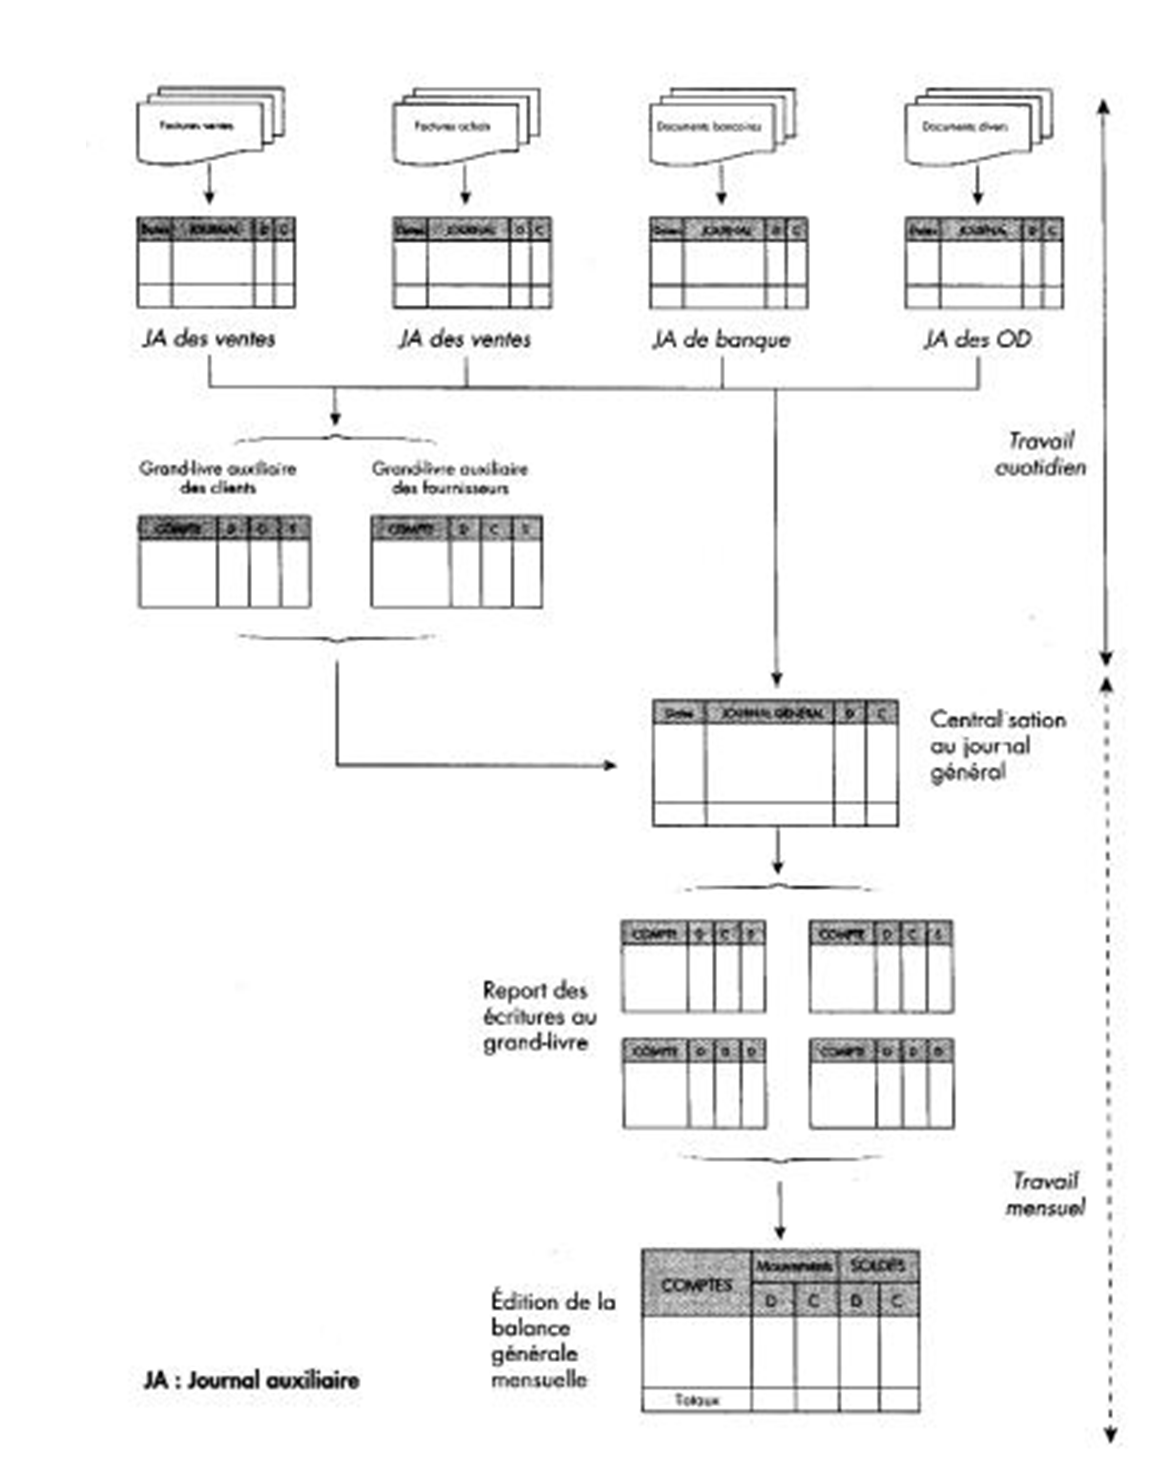 Factures ventes
Factures achats
Documents bancaires
Documents divers
Dates JOURNAL D C
Dates JOURNAL D C
Dates JOURNAL D C
Dates JOURNAL D C
JA des ventes
JA des ventes
JA de banque
JA des OD
Travail
quotidien
Grand-livre auxiliaire
des clients
Grand-livre auxiliaire
des fournisseurs
COMPTE D C S
COMPTE D C S
Dates JOURNAL GÉNÉRAL D C
Centralisation
au journal
général
COMPTE D C S
COMPTE D C S
Report des
écritures au
grand-livre
COMPTE D D D
COMPTE D D D
Travail
mensuel
COMPTES
Mouvements SOLDES
D C D C
Totaux
Édition de la
balance
générale
mensuelle
JA : Journal auxiliaire